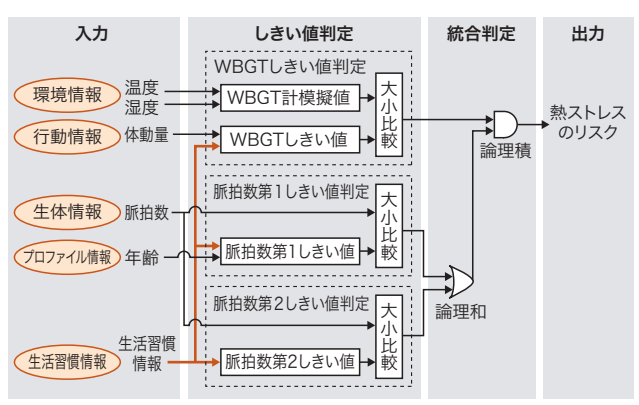 入力
しきい値判定
統合判定
出力
WBGTしきい値判定
環境情報
温度
湿度
WBGT計模擬値
大小比較
行動情報
体動量
WBGTしきい値
論理積
熱ストレス
のリスク
脈拍数第1しきい値判定
生体情報
脈拍数
大小比較
プロファイル情報
年齢
脈拍数第1しきい値
論理和
脈拍数第2しきい値判定
大小比較
生活習慣情報
生活習慣
情報
脈拍数第2しきい値